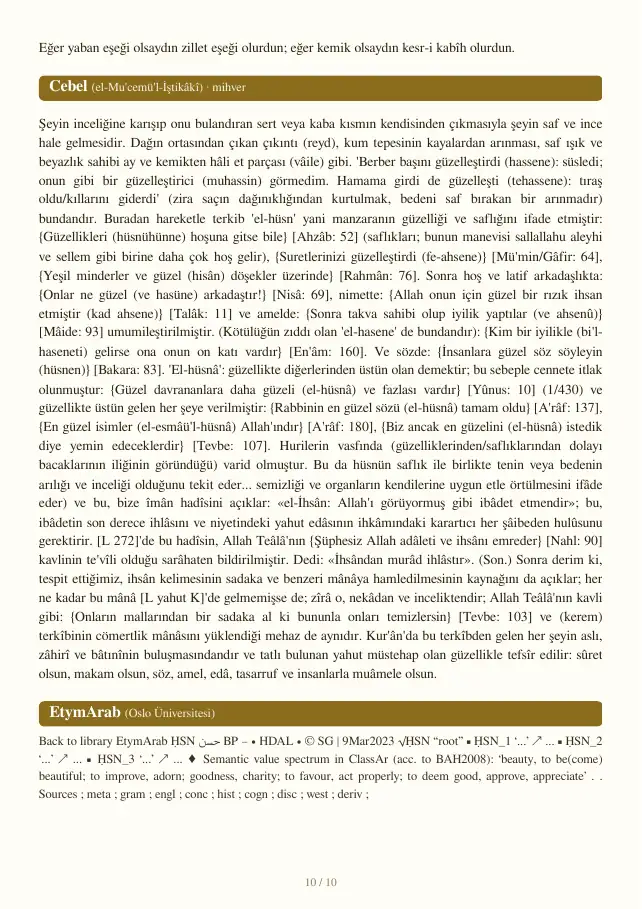 Eğer yaban eşeği olsaydın zillet eşeği olurdun; eğer kemik olsaydın kesr-i kabîh olurdun.
Cebel (el-Mu'cemü'l-İştikâkî) · mihver
Şeyin inceliğine karışıp onu bulandıran sert veya kaba kısmın kendisinden çıkmasıyla şeyin saf ve ince
hale gelmesidir. Dağın ortasından çıkan çıkıntı (reyd), kum tepesinin kayalardan arınması, saf ışık ve
beyazlık sahibi ay ve kemikten hâli et parçası (vâile) gibi. 'Berber başını güzelleştirdi (hassene): süsledi;
onun gibi bir güzelleştirici (muhassin) görmedim. Hamama girdi de güzelleşti (tehassene): tıraş
oldu/kıllarını giderdi' (zira saçın dağınıklığından kurtulmak, bedeni saf bırakan bir arınmadır)
bundandır. Buradan hareketle terkib 'el-hüsn' yani manzaranın güzelliği ve saflığını ifade etmiştir:
{Güzellikleri (hüsnühünne) hoşuna gitse bile} [Ahzâb: 52] (saflıkları; bunun manevisi sallallahu aleyhi
ve sellem gibi birine daha çok hoş gelir), {Suretlerinizi güzelleştirdi (fe-ahsene)} [Mü'min/Gâfir: 64],
{Yeşil minderler ve güzel (hisân) döşekler üzerinde} [Rahmân: 76]. Sonra hoş ve latif arkadaşlıkta:
{Onlar ne güzel (ve hasüne) arkadaştır!} [Nisâ: 69], nimette: {Allah onun için güzel bir rızık ihsan
etmiştir (kad ahsene)} [Talâk: 11] ve amelde: {Sonra takva sahibi olup iyilik yaptılar (ve ahsenû)}
[Mâide: 93] umumileştirilmiştir. (Kötülüğün zıddı olan 'el-hasene' de bundandır): {Kim bir iyilikle (bi'l-
haseneti) gelirse ona onun on katı vardır} [En'âm: 160]. Ve sözde: {İnsanlara güzel söz söyleyin
(hüsnen)} [Bakara: 83]. 'El-hüsnâ': güzellikte diğerlerinden üstün olan demektir; bu sebeple cennete itlak
olunmuştur: {Güzel davrananlara daha güzeli (el-hüsnâ) ve fazlası vardır} [Yûnus: 10] (1/430) ve
güzellikte üstün gelen her şeye verilmiştir: {Rabbinin en güzel sözü (el-hüsnâ) tamam oldu} [A'râf: 137],
{En güzel isimler (el-esmâü'l-hüsnâ) Allah'ındır} [A'râf: 180], {Biz ancak en güzelini (el-hüsnâ) istedik
diye yemin edeceklerdir} [Tevbe: 107]. Hurilerin vasfında (güzelliklerinden/saflıklarından dolayı
bacaklarının iliğinin göründüğü) varid olmuştur. Bu da hüsnün saflık ile birlikte tenin veya bedenin
arılığı ve inceliği olduğunu tekit eder... semizliği ve organların kendilerine uygun etle örtülmesini ifâde
eder) ve bu, bize îmân hadîsini açıklar: «el-İhsân: Allah'ı görüyormuş gibi ibâdet etmendir»; bu,
ibâdetin son derece ihlâsını ve niyetindeki yahut edâsının ihkâmındaki karartıcı her şâibeden hulûsunu
gerektirir. [L 272]'de bu hadîsin, Allah Teâlâ'nın {Şüphesiz Allah adâleti ve ihsânı emreder} [Nahl: 90]
kavlinin te'vîli olduğu sarâhaten bildirilmiştir. Dedi: «İhsândan murâd ihlâstır». (Son.) Sonra derim ki,
tespit ettiğimiz, ihsân kelimesinin sadaka ve benzeri mânâya hamledilmesinin kaynağını da açıklar; her
ne kadar bu mânâ [L yahut K]'de gelmemişse de; zîrâ o, nekâdan ve inceliktendir; Allah Teâlâ'nın kavli
gibi: {Onların mallarından bir sadaka al ki bununla onları temizlersin} [Tevbe: 103] ve (kerem)
terkîbinin cömertlik mânâsını yüklendiği mehaz de aynıdır. Kur'ân'da bu terkîbden gelen her şeyin aslı,
zâhirî ve bâtınînin buluşmasındandır ve tatlı bulunan yahut müstehap olan güzellikle tefsîr edilir: sûret
olsun, makam olsun, söz, amel, edâ, tasarruf ve insanlarla muâmele olsun.
EtymArab (Oslo Üniversitesi)
Back to library EtymArab ḤSN حسن BP – • HDAL • © SG | 9Mar2023 √ḤSN “root” ▪ ḤSN_1 ‘...’ ↗ ... ▪ ḤSN_2
‘...’ ↗ ... ▪ ḤSN_3 ‘...’ ↗ ... ♦ Semantic value spectrum in ClassAr (acc. to BAH2008): ‘beauty, to be(come)
beautiful; to improve, adorn; goodness, charity; to favour, act properly; to deem good, approve, appreciate’ . .
Sources ; meta ; gram ; engl ; conc ; hist ; cogn ; disc ; west ; deriv ;
10 / 10